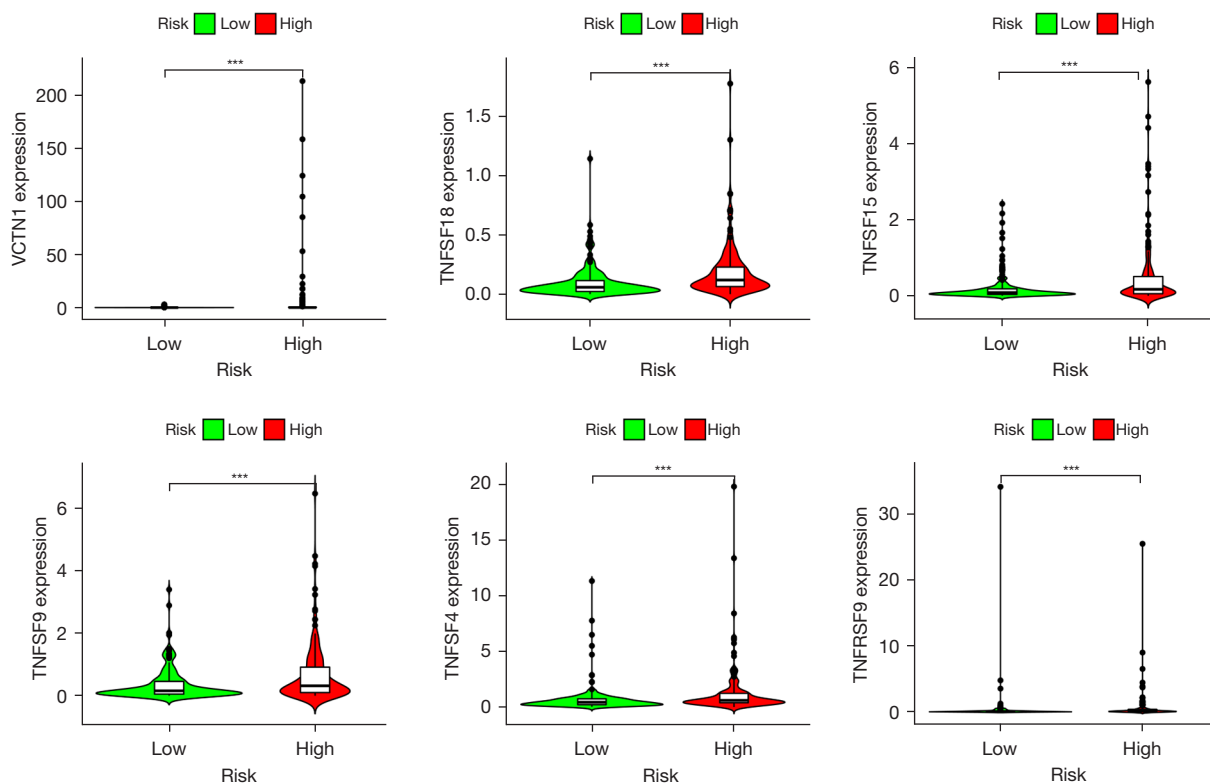 Risk Low High
***
VCTN1 expression
200
150
100
50
0
Low High
Risk
Risk Low High
***
TNFSF18 expression
1.5
1.0
0.5
0.0
Low High
Risk
Risk Low High
***
TNFSF15 expression
6
4
2
0
Low High
Risk
Risk Low High
***
TNFSF9 expression
6
4
2
0
Low High
Risk
Risk Low High
***
TNFSF4 expression
20
15
10
5
0
Low High
Risk
Risk Low High
***
TNFRSF9 expression
30
20
10
0
Low High
Risk